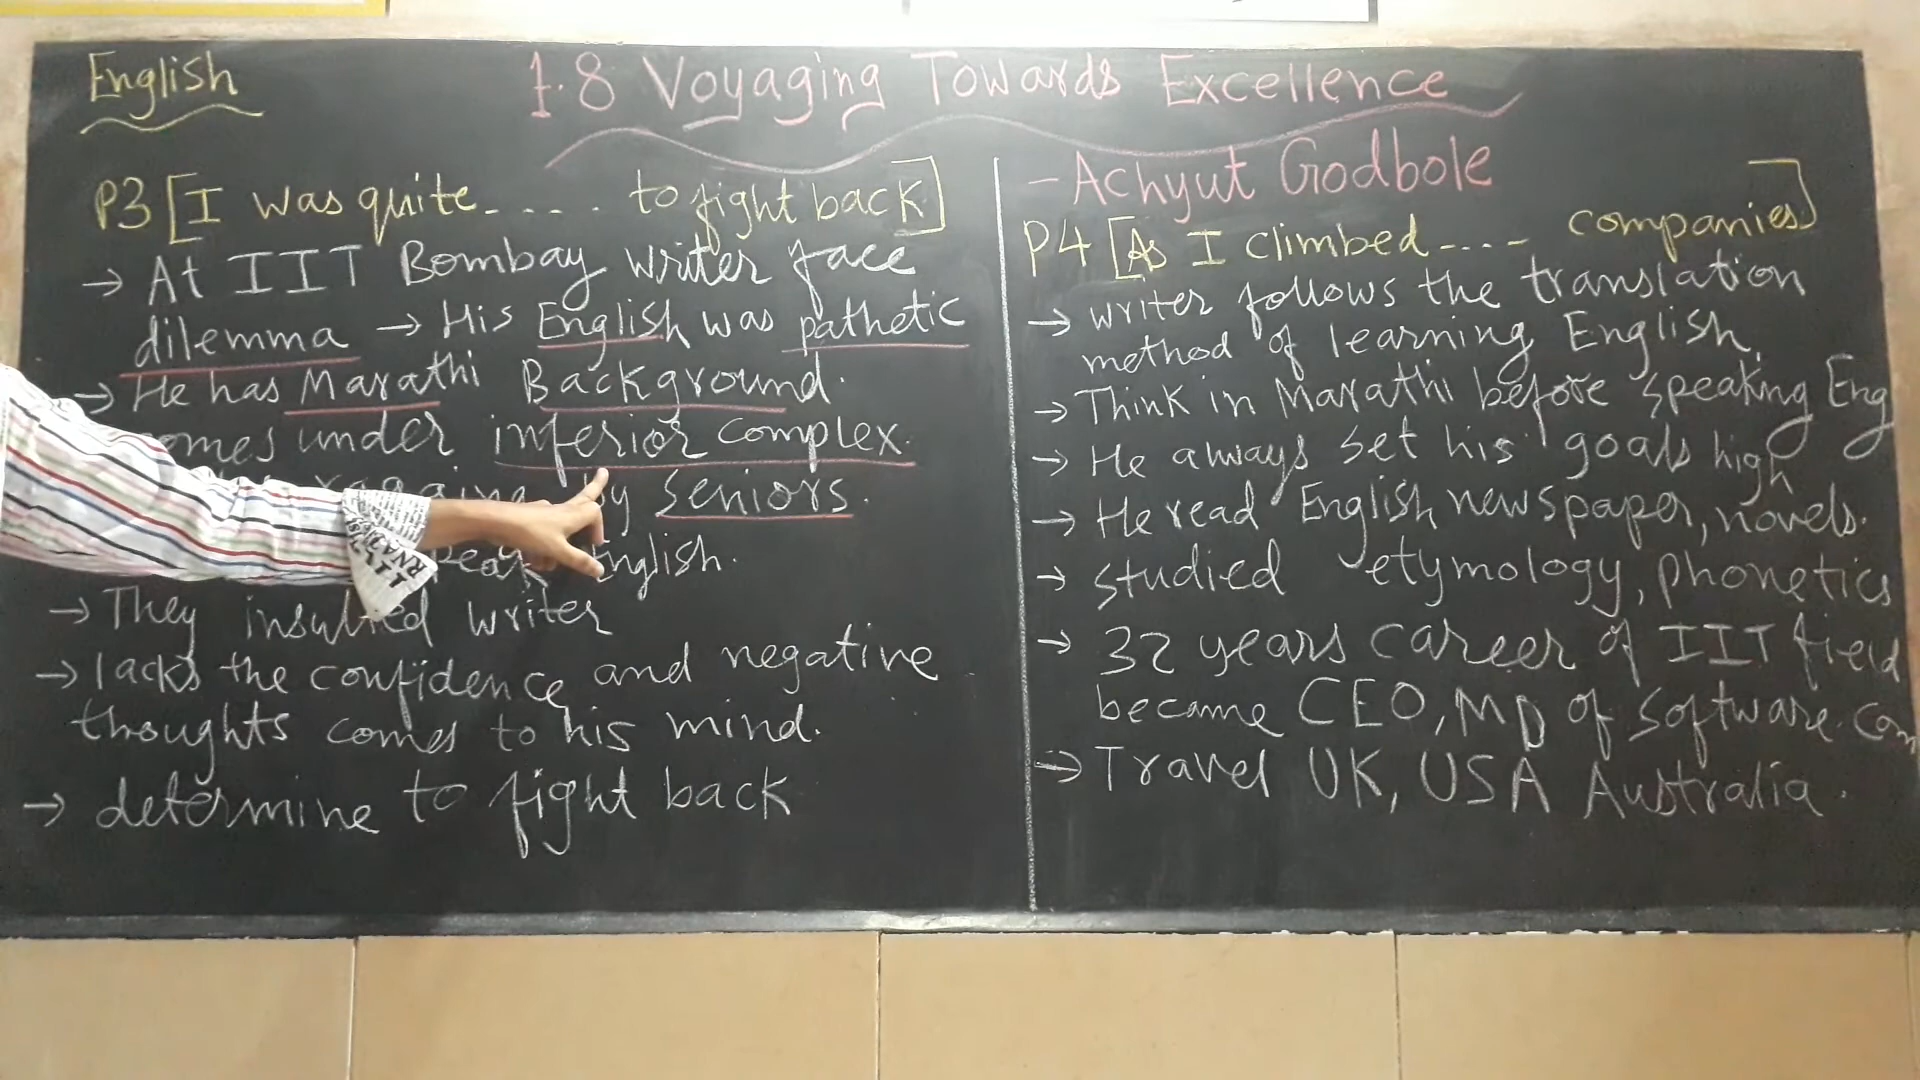 English
1.8 Voyaging Towards Excellence
- Achyut Godbole
P3 [I was quite..... to fight back]
→ At IIT Bombay writer face
dilemma → His English was pathetic
→ He has Marathi Background.
under inferior complex.
ragging by seniors.
English.
→ They insulted writer
→ lacks the confidence and negative
thoughts comes to his mind.
→ determine to fight back
P4 [As I climbed.... companies]
→ writer follows the translation
method of learning English.
→ Think in Marathi before speaking Eng
→ He always set his goals high
→ He read English newspaper, novels.
→ studied etymology, phonetics
→ 32 years career of IIT field
became CEO, MD of software. com
→ Travel UK, USA Australia.